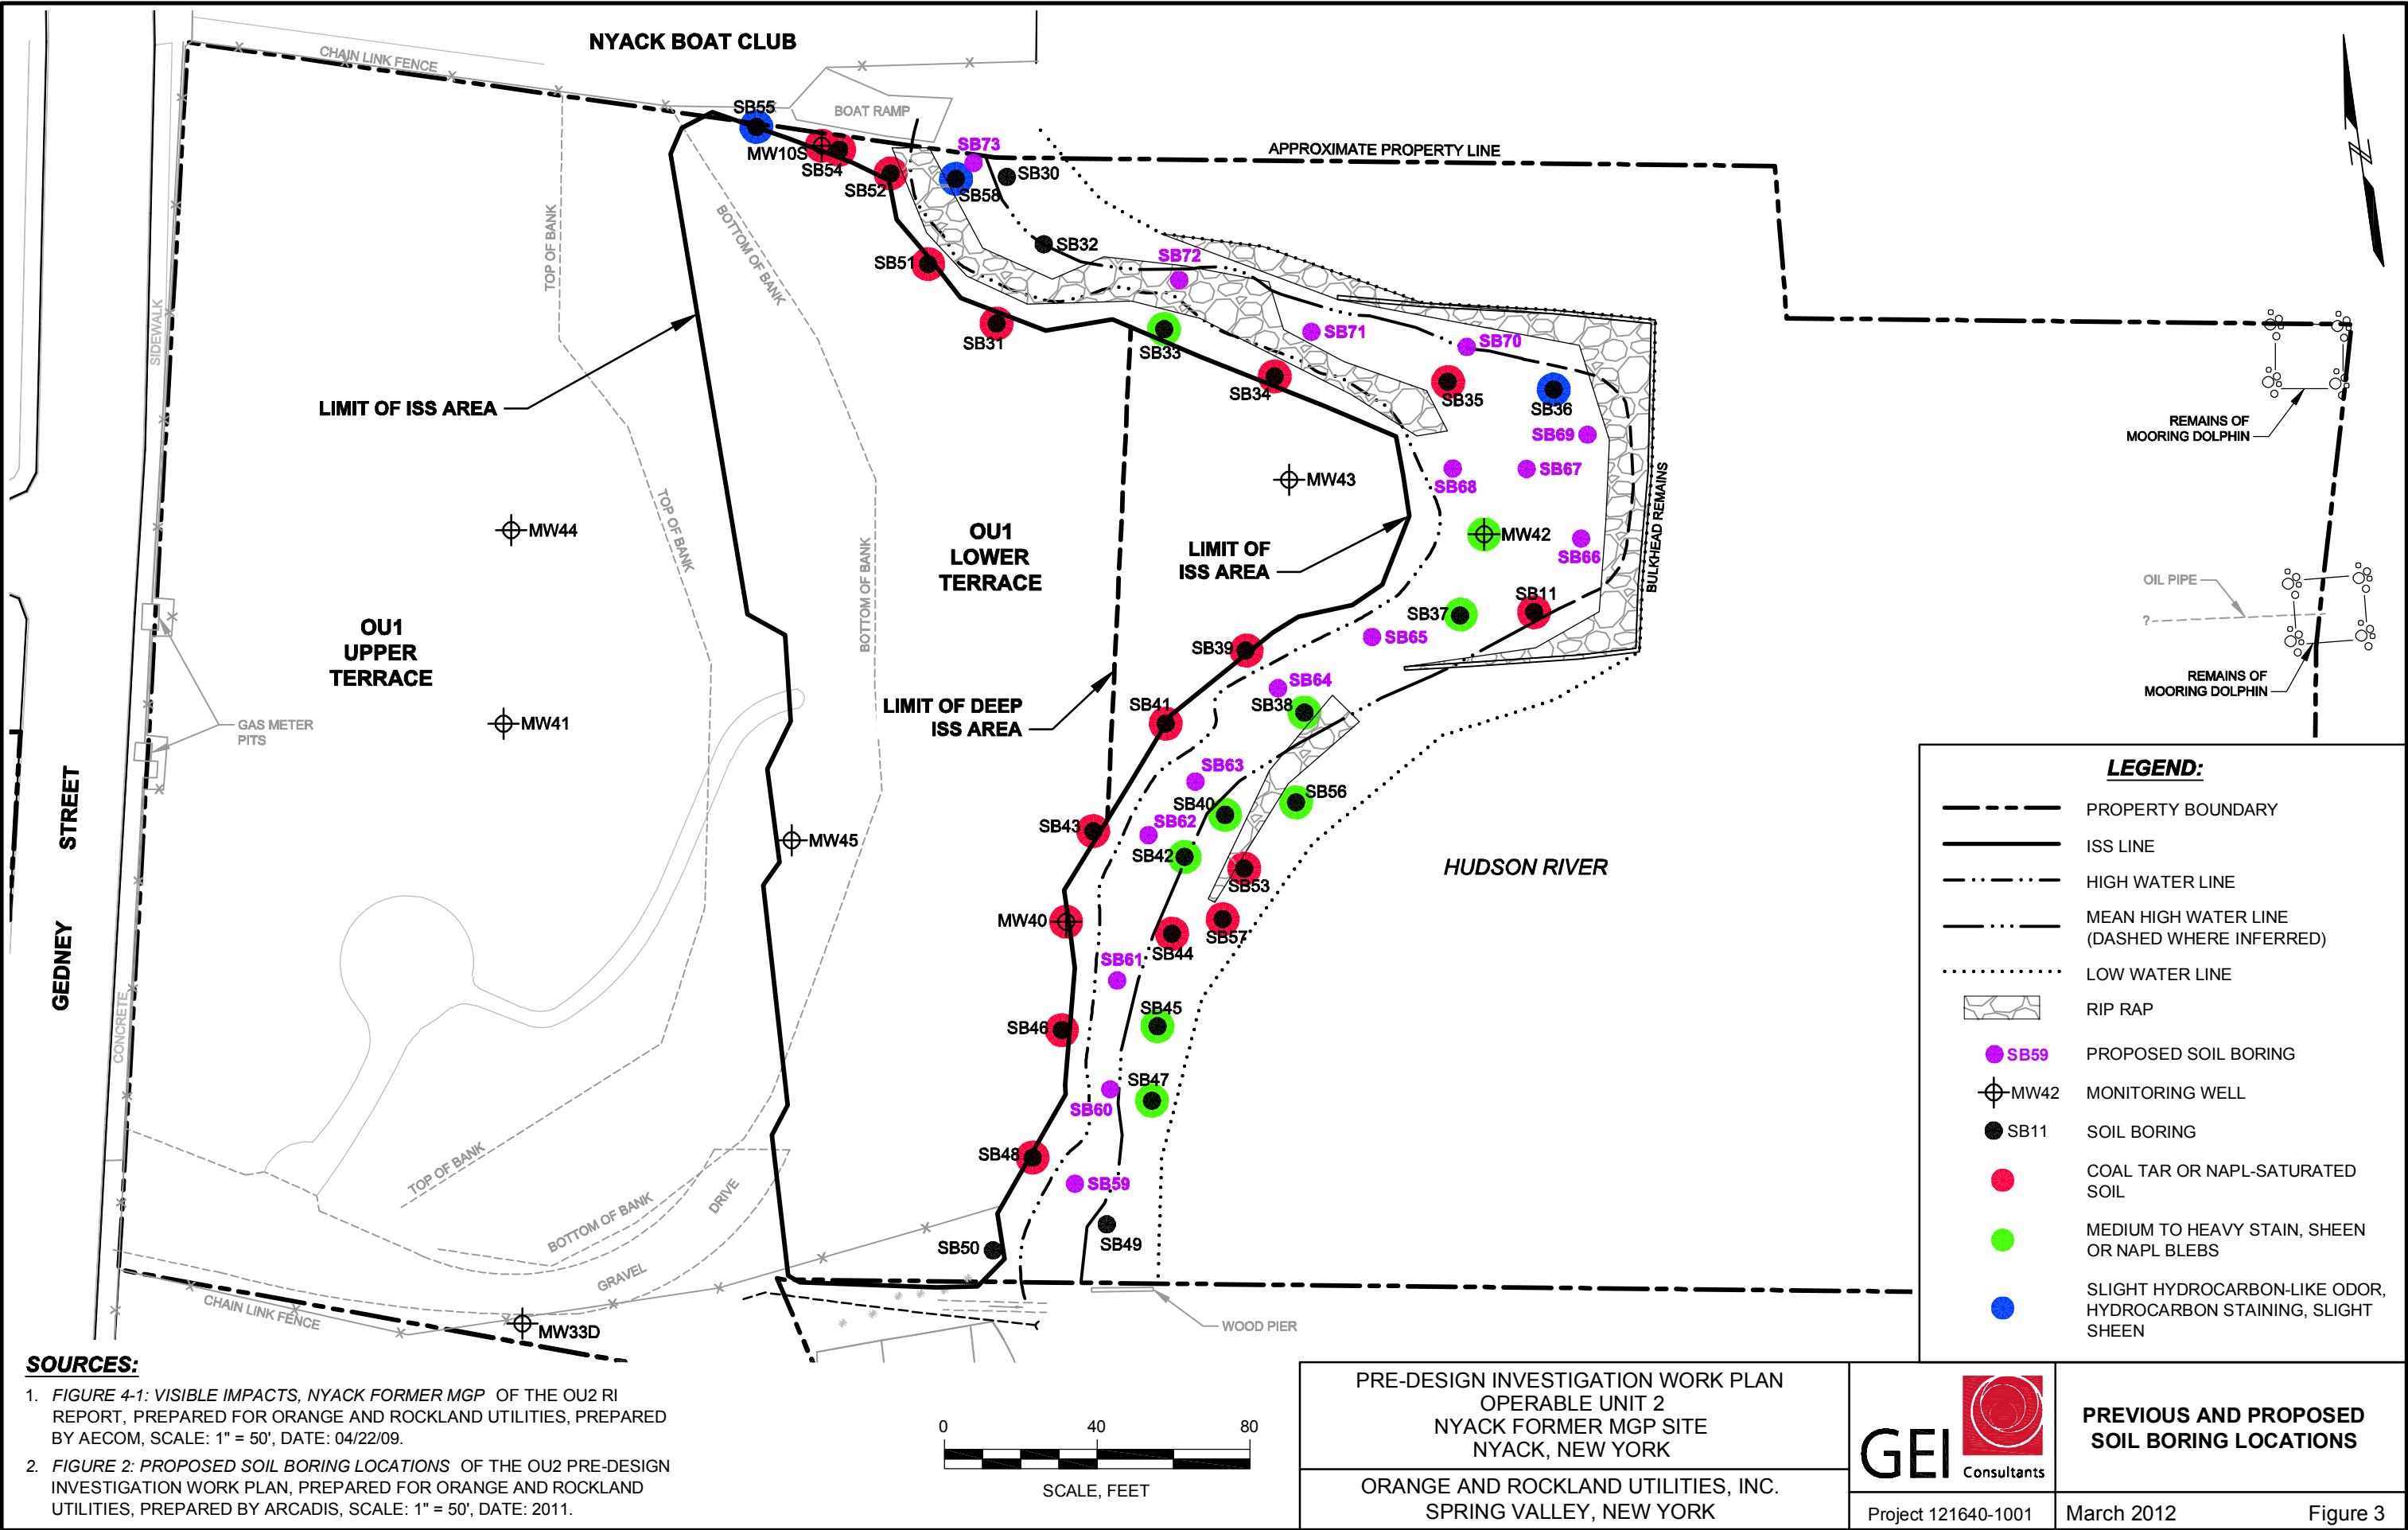 NYACK BOAT CLUB
CHAIN LINK FENCE
BOAT RAMP
SB55
MW10S
SB54
SB52
SB73
SB30
SB58
APPROXIMATE PROPERTY LINE
SB32
SB51
SB72
SB31
SB33
SB71
SB70
SB34
SB35
SB36
SB69
SB67
SB68
MW43
MW42
SB66
SB11
SB37
SB65
BULKHEAD REMAINS
TOP OF BANK
BOTTOM OF BANK
SIDEWALK
LIMIT OF ISS AREA
TOP OF BANK
BOTTOM OF BANK
MW44
OU1
LOWER
TERRACE
LIMIT OF
ISS AREA
OU1
UPPER
TERRACE
MW41
GAS METER
PITS
LIMIT OF DEEP
ISS AREA
SB39
SB41
SB64
SB38
SB63
SB40
SB56
SB43
SB62
SB42
SB53
MW45
MW40
SB57
SB44
SB61
SB45
SB46
SB47
SB60
SB48
SB59
SB49
SB50
HUDSON RIVER
REMAINS OF
MOORING DOLPHIN
OIL PIPE
?
REMAINS OF
MOORING DOLPHIN
GEDNEY STREET
CONCRETE
TOP OF BANK
BOTTOM OF BANK
DRIVE
GRAVEL
CHAIN LINK FENCE
MW33D
WOOD PIER
LEGEND:
PROPERTY BOUNDARY
ISS LINE
HIGH WATER LINE
MEAN HIGH WATER LINE
(DASHED WHERE INFERRED)
LOW WATER LINE
RIP RAP
SB59 PROPOSED SOIL BORING
MW42 MONITORING WELL
SB11 SOIL BORING
COAL TAR OR NAPL-SATURATED
SOIL
MEDIUM TO HEAVY STAIN, SHEEN
OR NAPL BLEBS
SLIGHT HYDROCARBON-LIKE ODOR,
HYDROCARBON STAINING, SLIGHT
SHEEN
SOURCES:
1. FIGURE 4-1: VISIBLE IMPACTS, NYACK FORMER MGP OF THE OU2 RI
REPORT, PREPARED FOR ORANGE AND ROCKLAND UTILITIES, PREPARED
BY AECOM, SCALE: 1" = 50', DATE: 04/22/09.
2. FIGURE 2: PROPOSED SOIL BORING LOCATIONS OF THE OU2 PRE-DESIGN
INVESTIGATION WORK PLAN, PREPARED FOR ORANGE AND ROCKLAND
UTILITIES, PREPARED BY ARCADIS, SCALE: 1" = 50', DATE: 2011.
0 40 80
SCALE, FEET
PRE-DESIGN INVESTIGATION WORK PLAN
OPERABLE UNIT 2
NYACK FORMER MGP SITE
NYACK, NEW YORK
ORANGE AND ROCKLAND UTILITIES, INC.
SPRING VALLEY, NEW YORK
GEI Consultants
Project 121640-1001
PREVIOUS AND PROPOSED
SOIL BORING LOCATIONS
March 2012 Figure 3